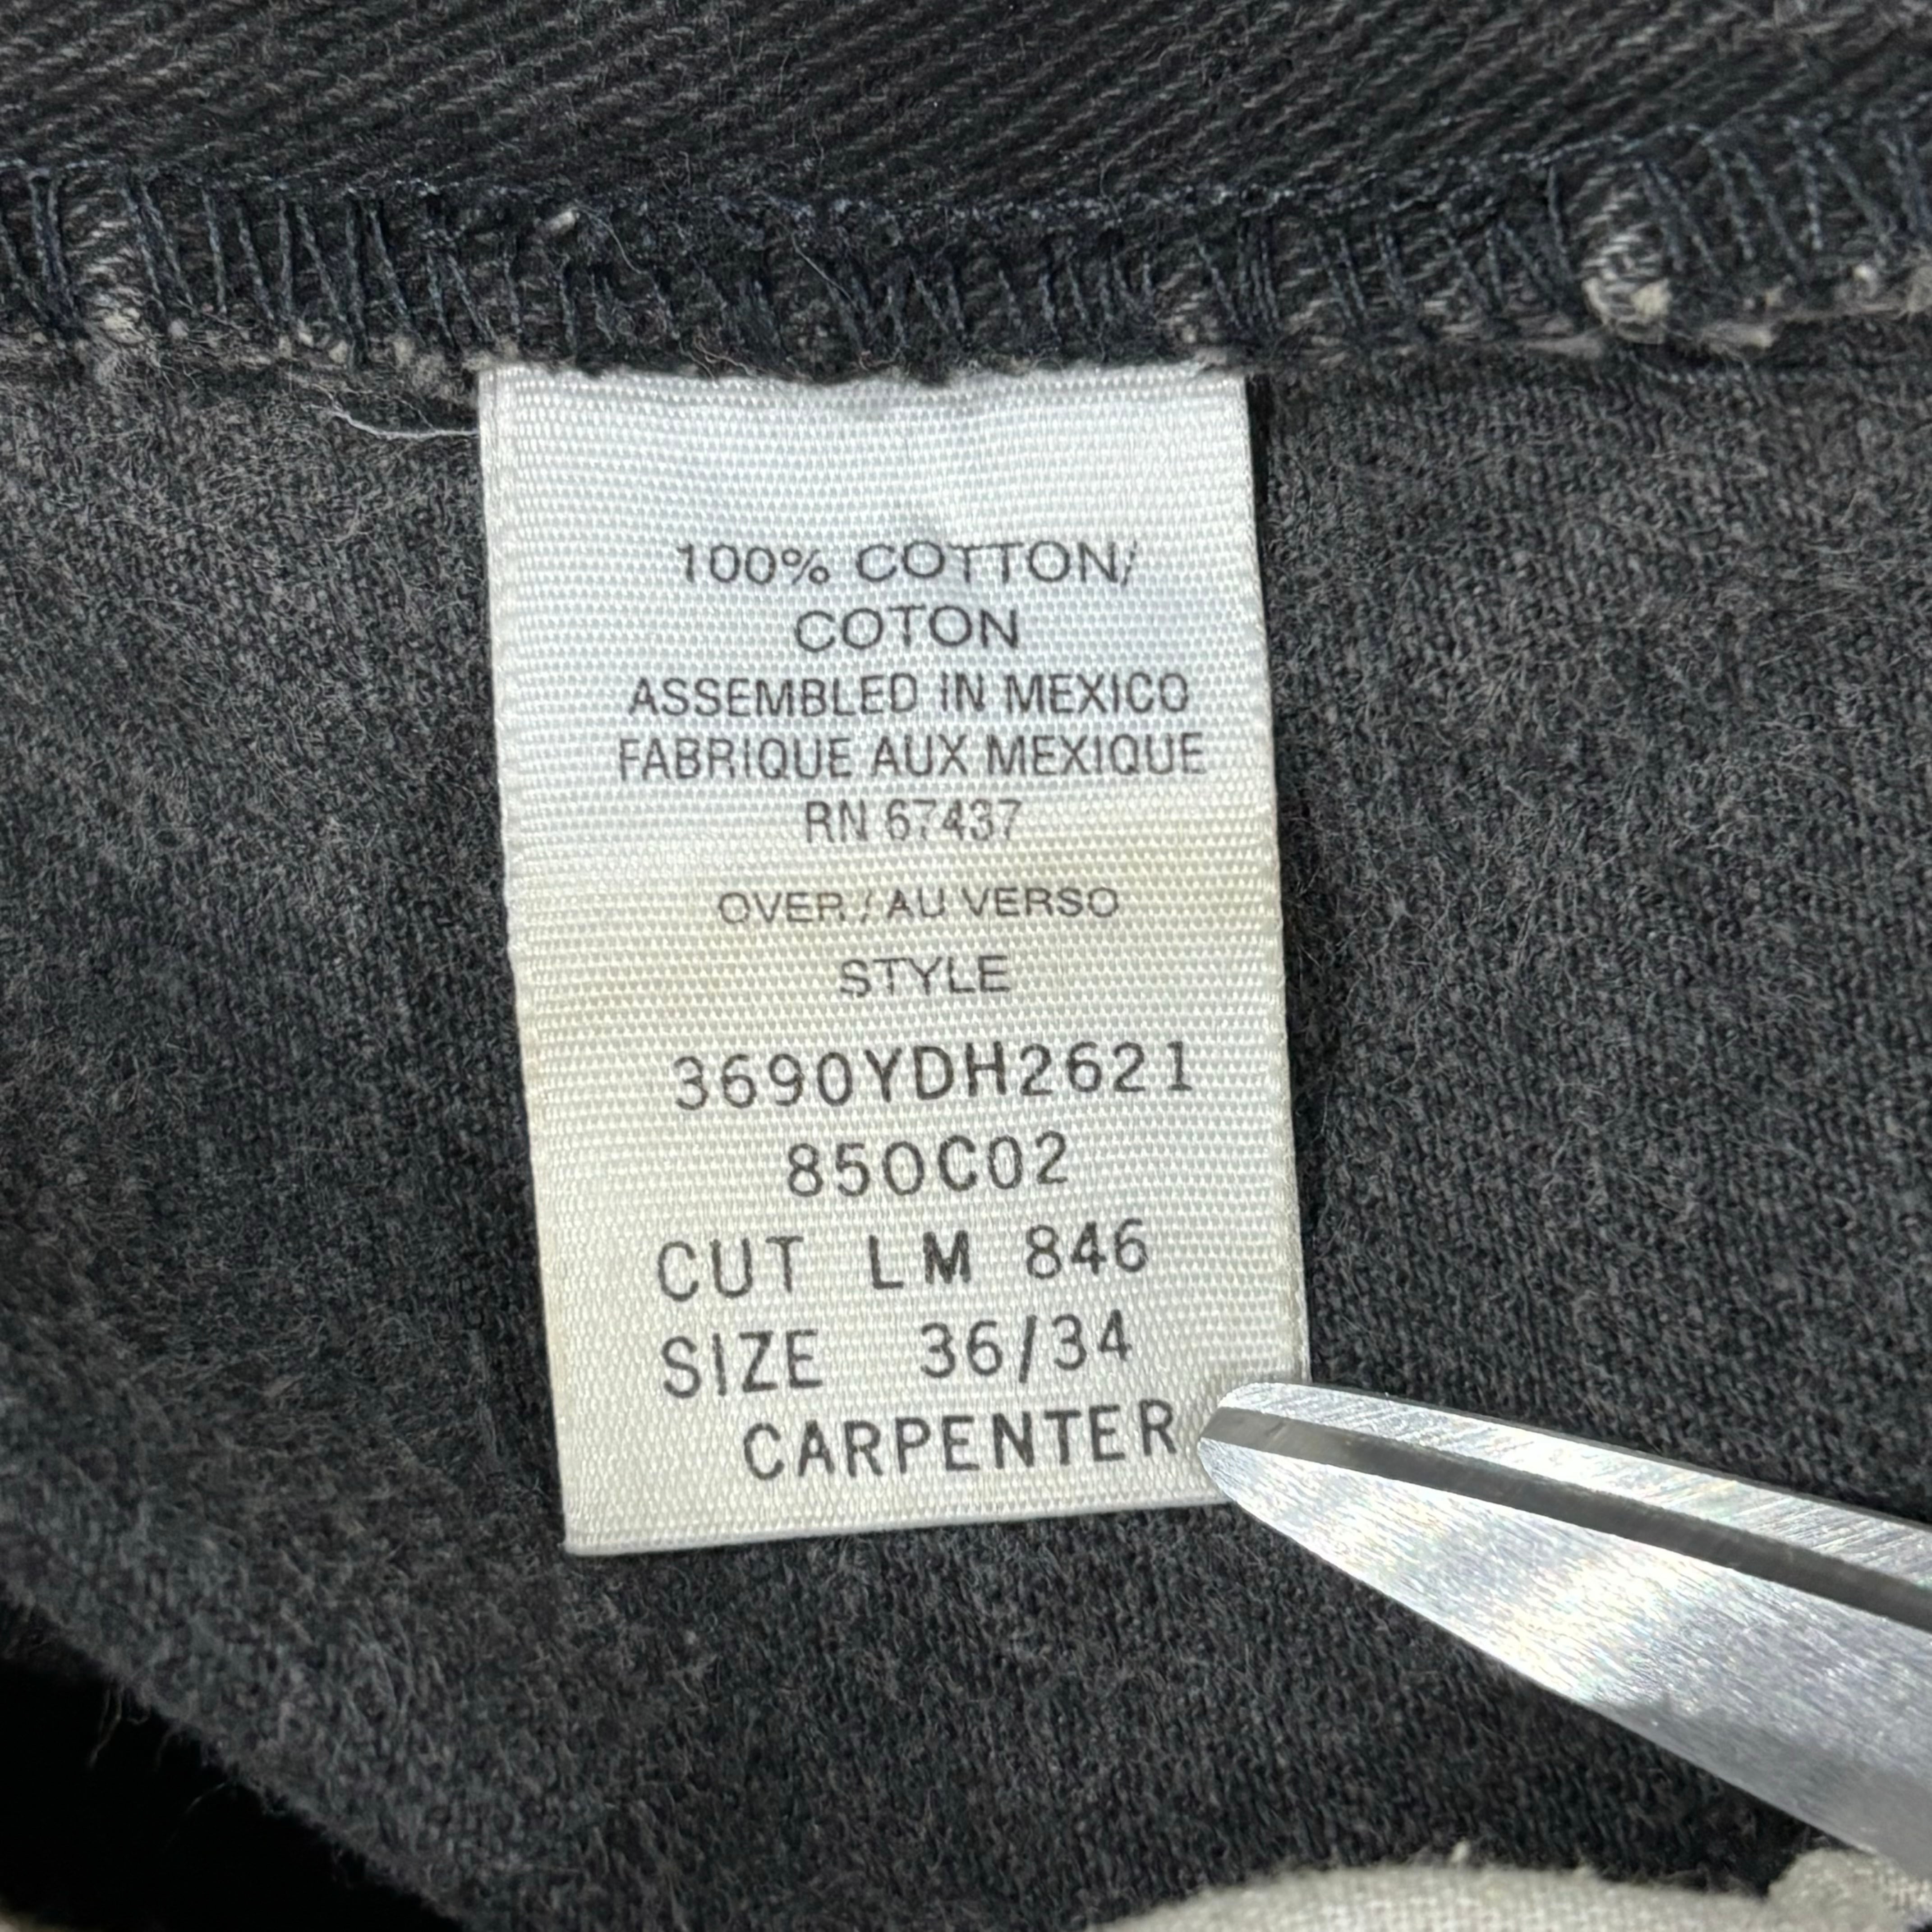 100% COTTON/
COTON
ASSEMBLED IN MEXICO
FABRIQUE AUX MEXIQUE
RN 67437
OVER / AU VERSO
STYLE
3690YDH2621
850C02
CUT LM 846
SIZE 36/34
CARPENTER